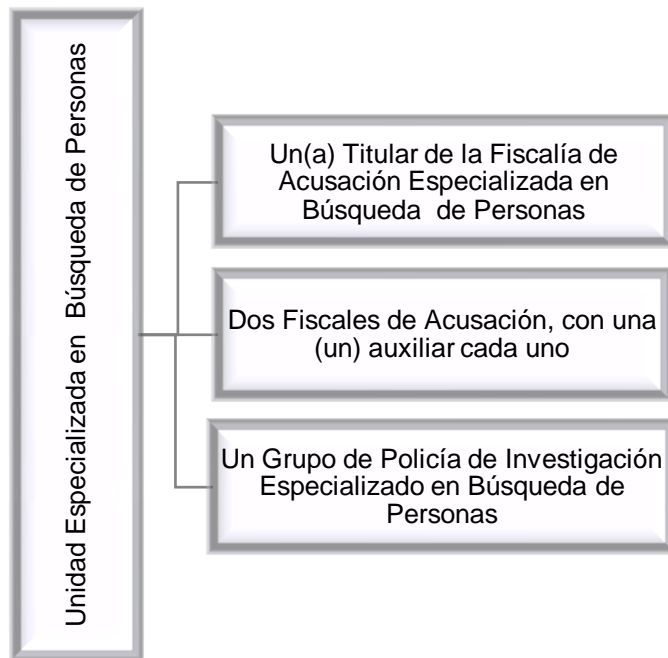 Unidad Especializada en Búsqueda de Personas
Un(a) Titular de la Fiscalía de
Acusación Especializada en
Búsqueda de Personas
Dos Fiscales de Acusación, con una
(un) auxiliar cada uno
Un Grupo de Policía de Investigación
Especializado en Búsqueda de
Personas